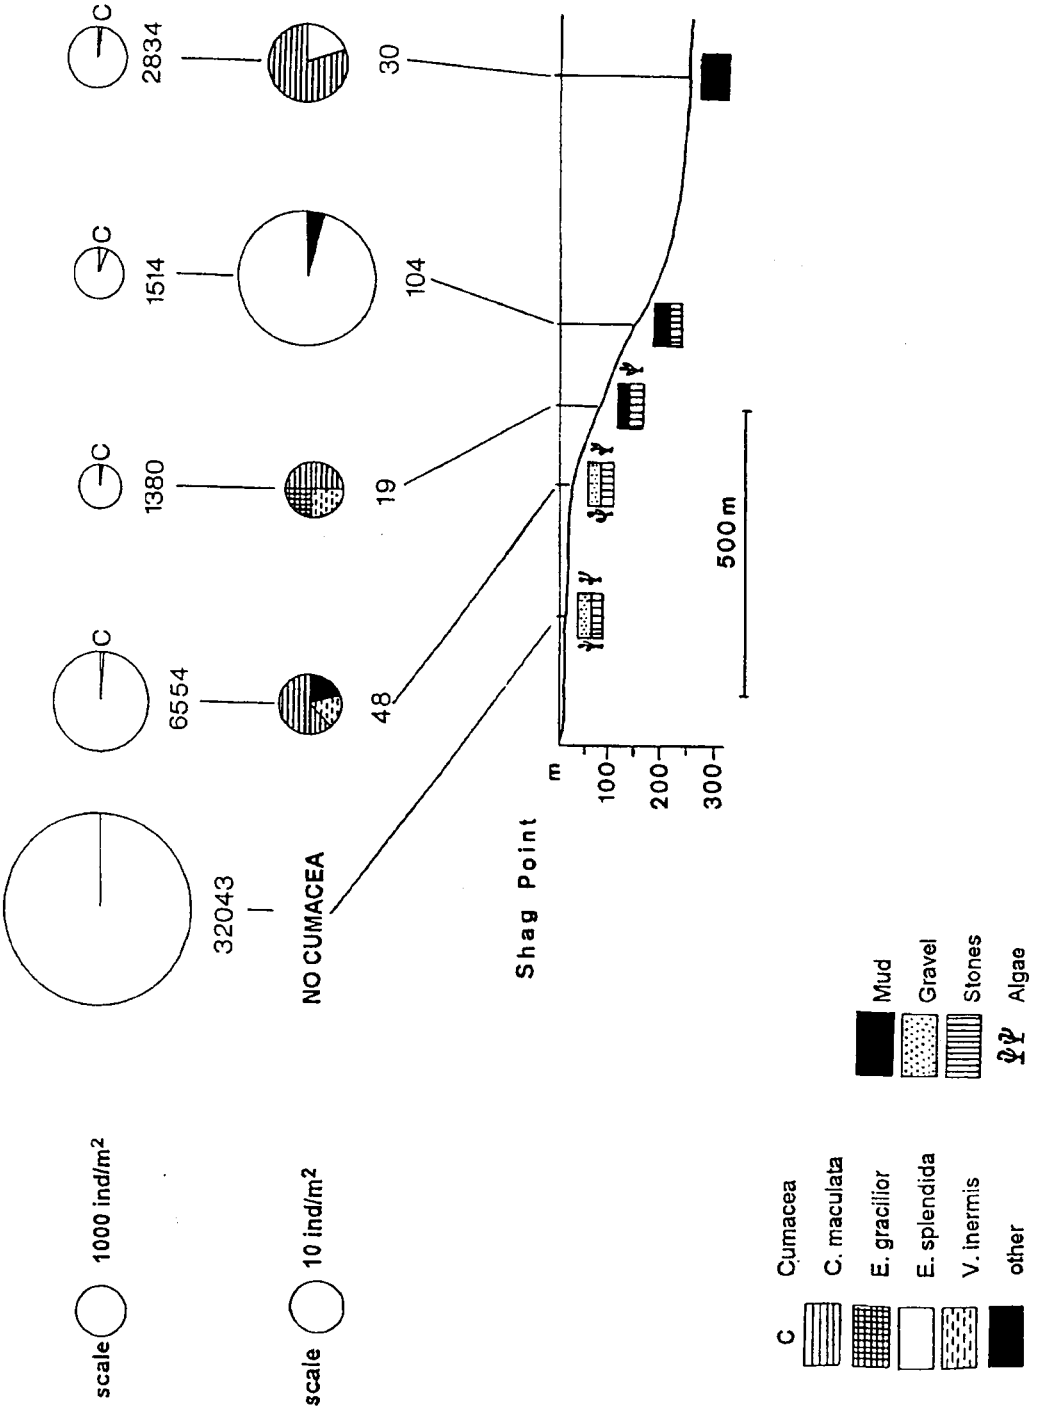 scale 1000 ind/m²
32043
6554 C
1380 C
1514 C
2834 C
scale 10 ind/m²
NO CUMACEA
48
19
104
30
Shag Point
m
100
200
300
500m
C Cumacea
C. maculata
E. gracilior
E. splendida
V. inermis
other
Mud
Gravel
Stones
Algae